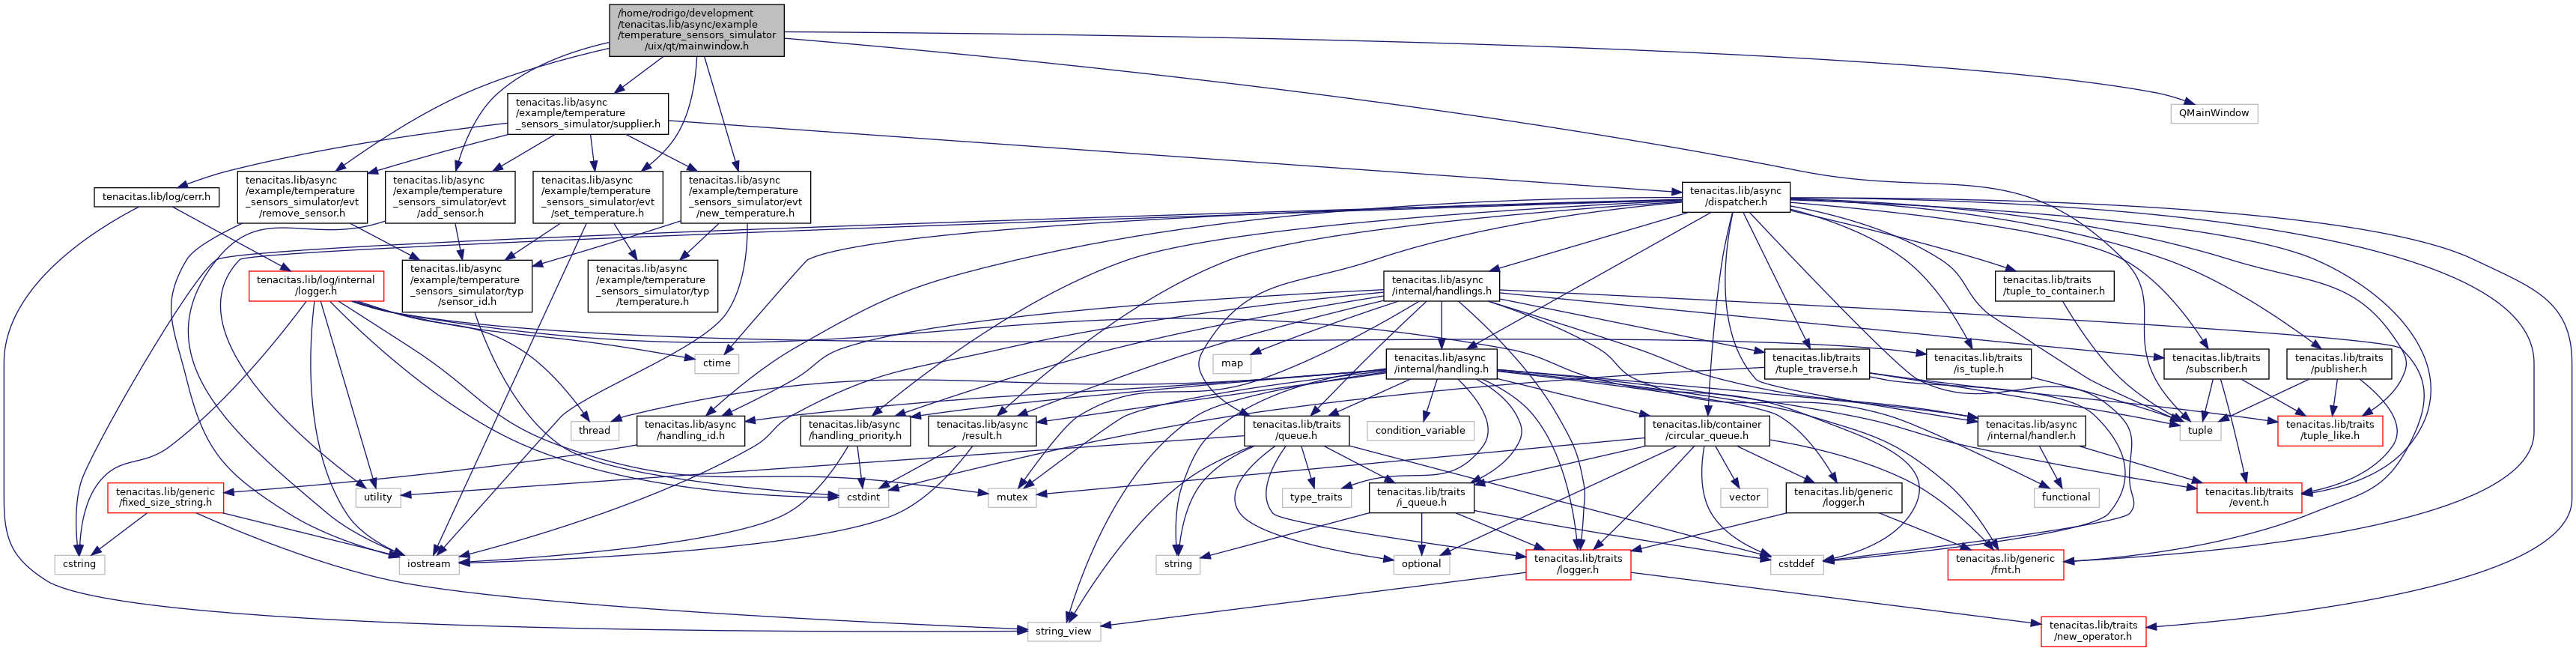 /home/rodrigo/development
/tenacitas.lib/async/example
/temperature_sensors_simulator
/uix/qt/mainwindow.h
tenacitas.lib/async
/example/temperature
_sensors_simulator/supplier.h
QMainWindow
tenacitas.lib/log/cerr.h
tenacitas.lib/async
/example/temperature
_sensors_simulator/evt
/remove_sensor.h
tenacitas.lib/async
/example/temperature
_sensors_simulator/evt
/add_sensor.h
tenacitas.lib/async
/example/temperature
_sensors_simulator/evt
/set_temperature.h
tenacitas.lib/async
/example/temperature
_sensors_simulator/evt
/new_temperature.h
tenacitas.lib/async
/dispatcher.h
tenacitas.lib/log/internal
/logger.h
tenacitas.lib/async
/example/temperature
_sensors_simulator/typ
/sensor_id.h
tenacitas.lib/async
/example/temperature
_sensors_simulator/typ
/temperature.h
tenacitas.lib/async
/internal/handlings.h
tenacitas.lib/traits
/tuple_to_container.h
ctime
map
tenacitas.lib/async
/internal/handling.h
tenacitas.lib/traits
/tuple_traverse.h
tenacitas.lib/traits
/is_tuple.h
tenacitas.lib/traits
/subscriber.h
tenacitas.lib/traits
/publisher.h
thread
tenacitas.lib/async
/handling_id.h
tenacitas.lib/async
/handling_priority.h
tenacitas.lib/async
/result.h
tenacitas.lib/traits
/queue.h
condition_variable
tenacitas.lib/container
/circular_queue.h
tenacitas.lib/async
/internal/handler.h
tuple
tenacitas.lib/traits
/tuple_like.h
tenacitas.lib/generic
/fixed_size_string.h
utility
cstdint
mutex
type_traits
tenacitas.lib/traits
/i_queue.h
vector
tenacitas.lib/generic
/logger.h
functional
tenacitas.lib/traits
/event.h
cstring
iostream
string
optional
tenacitas.lib/traits
/logger.h
cstddef
tenacitas.lib/generic
/fmt.h
string_view
tenacitas.lib/traits
/new_operator.h